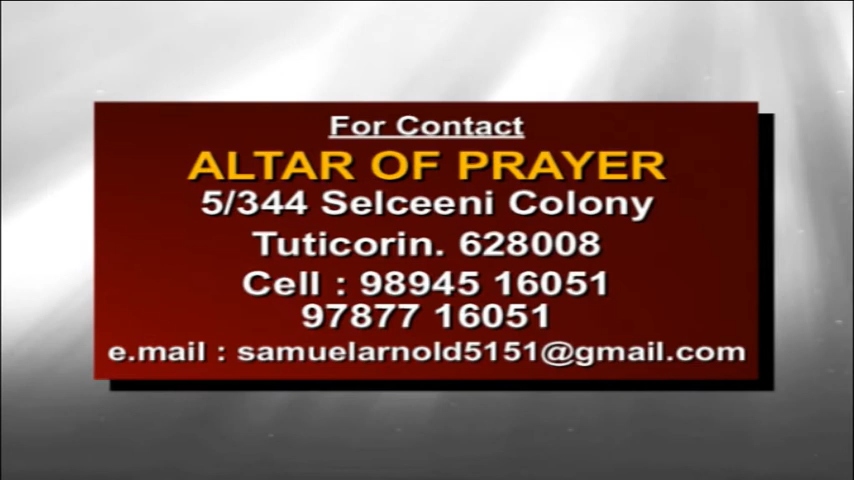 For Contact
ALTAR OF PRAYER
5/344 Selceeni Colony
Tuticorin. 628008
Cell : 98945 16051
97877 16051
e.mail : samuelarnold5151@gmail.com